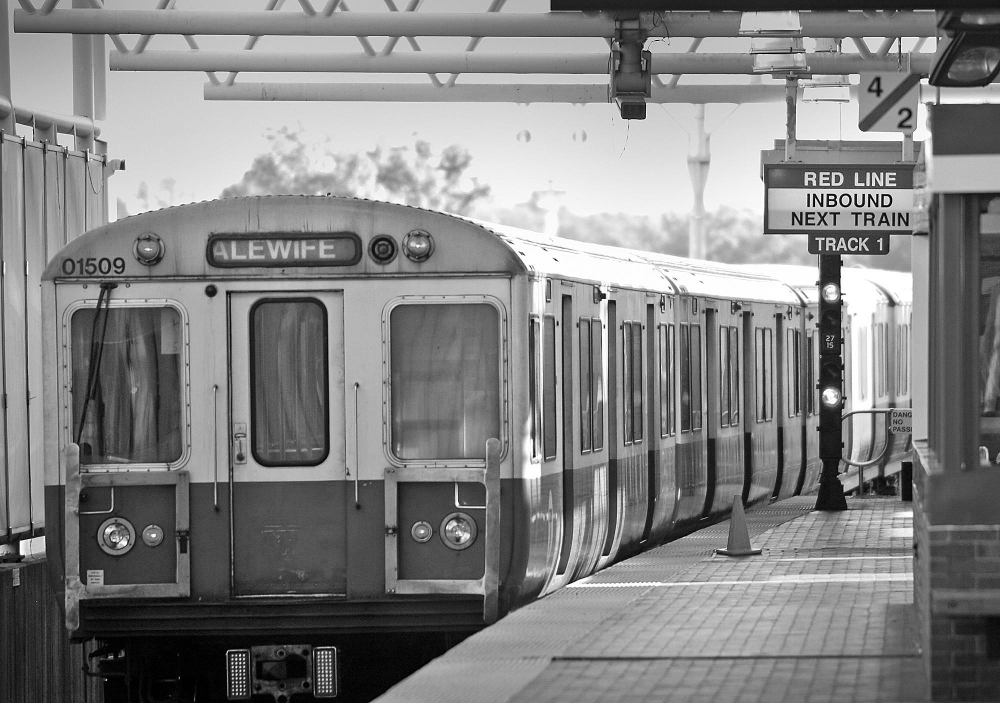 4
2
RED LINE
INBOUND
NEXT TRAIN
TRACK 1
ALEWIFE
01509
27
15
DANG
NO
PASS